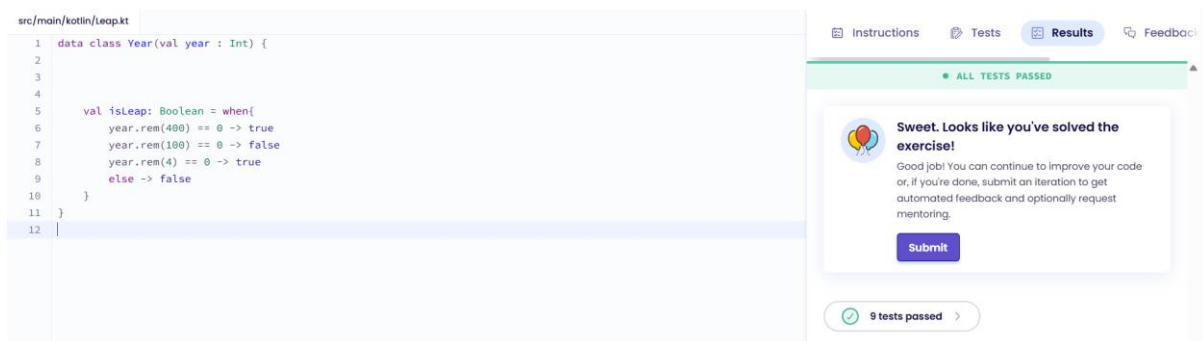 src/main/kotlin/Leap.kt
1 data class Year(val year : Int) {
2
3
4
5     val isLeap: Boolean = when{
6         year.rem(400) == 0 -> true
7         year.rem(100) == 0 -> false
8         year.rem(4) == 0 -> true
9         else -> false
10     }
11 }
12
Instructions Tests Results Feedbac
ALL TESTS PASSED
Sweet. Looks like you've solved the
exercise!
Good job! You can continue to improve your code
or, if you're done, submit an iteration to get
automated feedback and optionally request
mentoring.
Submit
9 tests passed